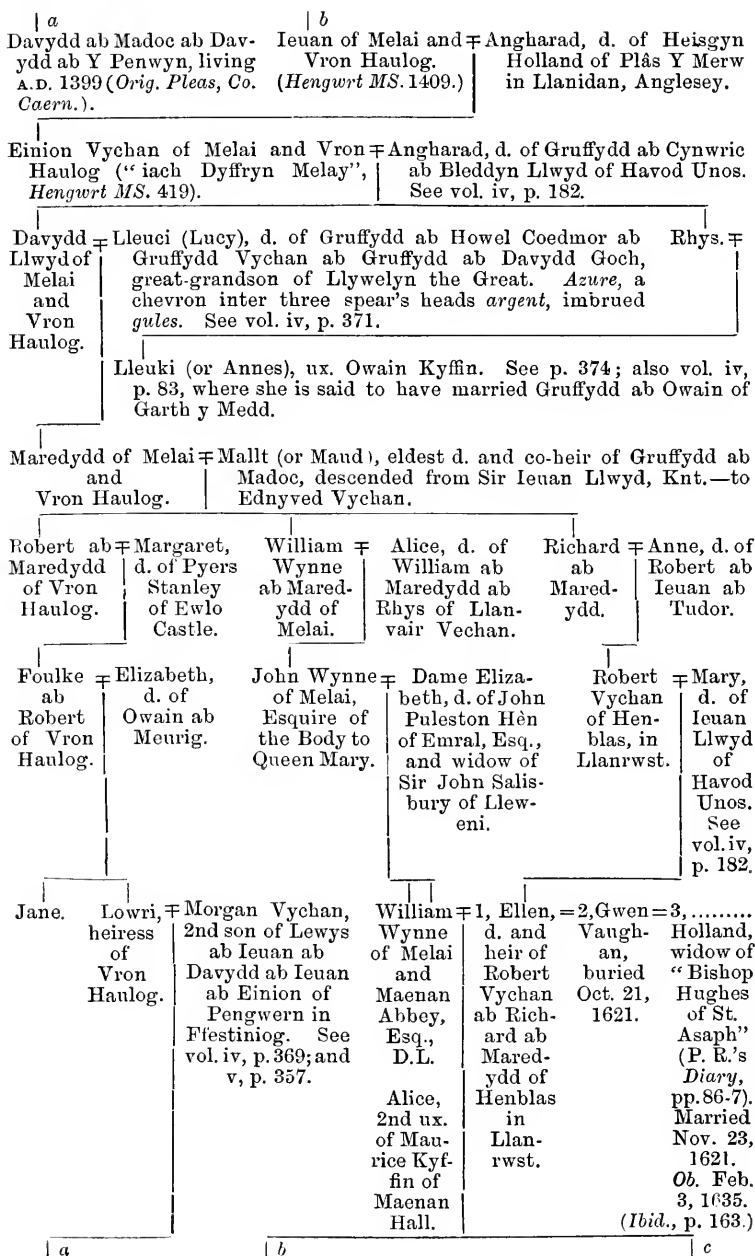 a
b
Davydd ab Madoc ab Dav-
ydd ab Y Penwyn, living
A.D. 1399 (Orig. Pleas, Co.
Caern.).
Ieuan of Melai and
Vron Haulog.
(Hengwrt MS. 1409.)
Angharad, d. of Heisgyn
Holland of Plâs Y Merw
in Llanidan, Anglesey.
Einion Vychan of Melai and Vron
Haulog (“iach Dyffryn Melay”,
Hengwrt MS. 419).
Angharad, d. of Gruffydd ab Cynwric
ab Bleddyn Llwyd of Havod Unos.
See vol. iv, p. 182.
Davydd
Llwyd of
Melai
and
Vron
Haulog.
Lleuci (Lucy), d. of Gruffydd ab Howel Coedmor ab
Gruffydd Vychan ab Gruffydd ab Davydd Goch,
great-grandson of Llywelyn the Great. Azure, a
chevron inter three spear's heads argent, imbrued
gules. See vol. iv, p. 371.
Rhys.
Lleuki (or Annes), ux. Owain Kyffin. See p. 374; also vol. iv,
p. 83, where she is said to have married Gruffydd ab Owain of
Garth y Medd.
Maredydd of Melai
and
Vron Haulog.
Mallt (or Maud), eldest d. and co-heir of Gruffydd ab
Madoc, descended from Sir Ieuan Llwyd, Knt.—to
Ednyved Vychan.
Robert ab
Maredydd
of Vron
Haulog.
Margaret,
d. of Pyers
Stanley
of Ewlo
Castle.
William
Wynne
ab Mared-
ydd of
Melai.
Alice, d. of
William ab
Maredydd ab
Rhys of Llan-
vair Vechan.
Richard
ab
Mared-
ydd.
Anne, d. of
Robert ab
Ieuan ab
Tudor.
Foulke
ab
Robert
of Vron
Haulog.
Elizabeth,
d. of
Owain ab
Meurig.
John Wynne
of Melai,
Esquire of
the Body to
Queen Mary.
Dame Eliza-
beth, d. of John
Puleston Hên
of Emral, Esq.,
and widow of
Sir John Salis-
bury of Llew-
eni.
Robert
Vychan
of Hen-
blas, in
Llanrwst.
Mary,
d. of
Ieuan
Llwyd
of
Havod
Unos.
See
vol. iv,
p. 182.
Jane.
Lowri,
heiress
of
Vron
Haulog.
Morgan Vychan,
2nd son of Lewys
ab Ieuan ab
Davydd ab Ieuan
ab Einion of
Pengwern in
Ffestiniog. See
vol. iv, p. 369; and
v, p. 357.
William
Wynne
of Melai
and
Maenan
Abbey,
Esq.,
D.L.
Alice,
2nd ux.
of Mau-
rice Kyf-
fin of
Maenan
Hall.
1, Ellen,
d. and
heir of
Robert
Vychan
ab Rich-
ard ab
Mared-
ydd of
Henblas
in
Llan-
rwst.
=2, Gwen
Vaugh-
an,
buried
Oct. 21,
1621.
=3, .........
Holland,
widow of
“Bishop
Hughes
of St.
Asaph”
(P. R.'s
Diary,
pp. 86-7).
Married
Nov. 23,
1621.
Ob. Feb.
3, 1635.
(Ibid., p. 163.)
a
b
c